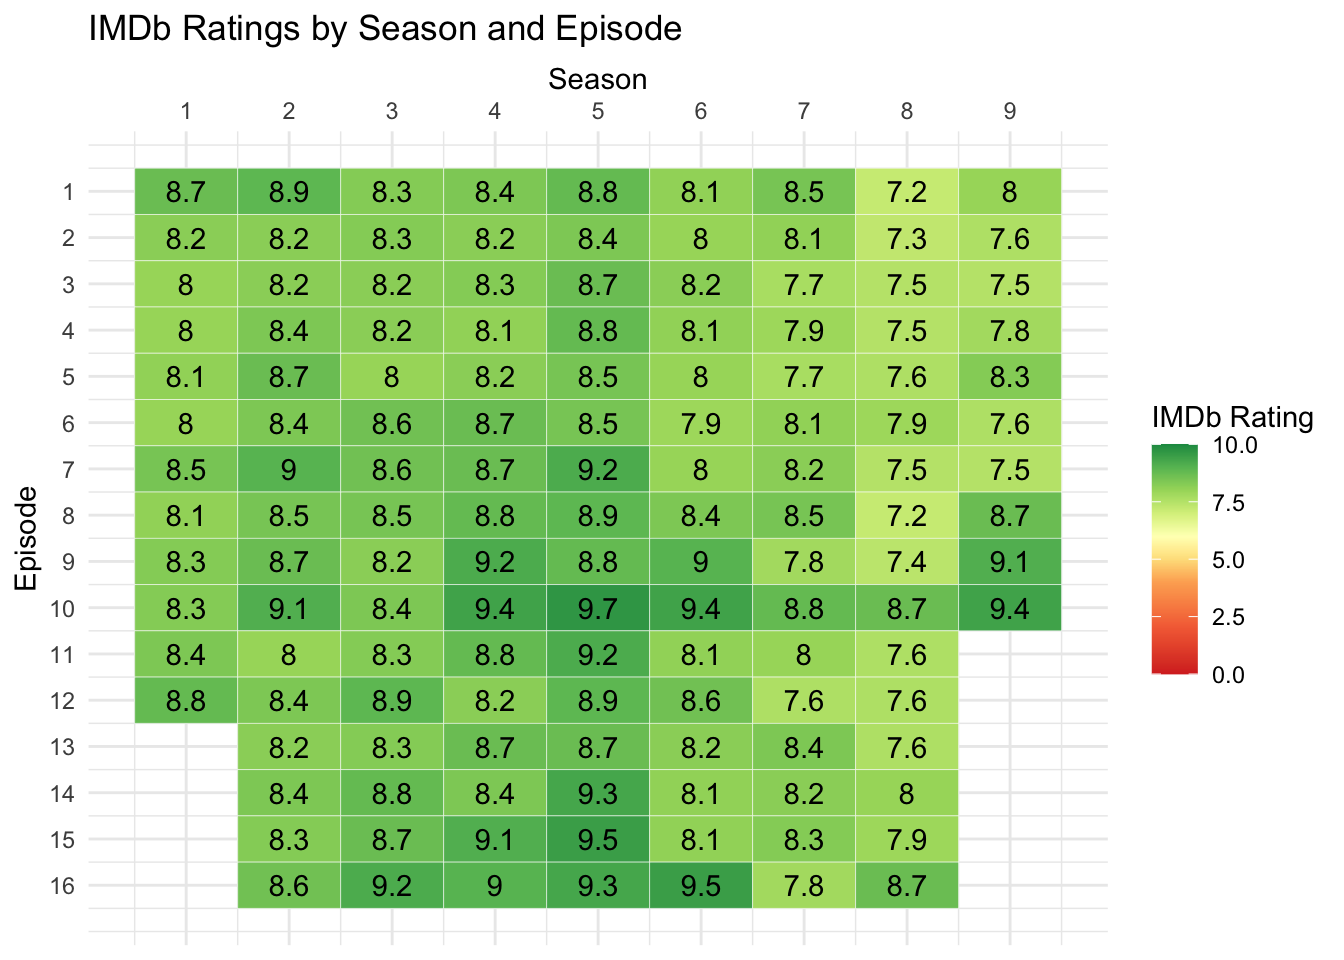 IMDb Ratings by Season and Episode
Season
1 2 3 4 5 6 7 8 9
1 8.7 8.9 8.3 8.4 8.8 8.1 8.5 7.2 8
2 8.2 8.2 8.3 8.2 8.4 8 8.1 7.3 7.6
3 8 8.2 8.2 8.3 8.7 8.2 7.7 7.5 7.5
4 8 8.4 8.2 8.1 8.8 8.1 7.9 7.5 7.8
5 8.1 8.7 8 8.2 8.5 8 7.7 7.6 8.3
6 8 8.4 8.6 8.7 8.5 7.9 8.1 7.9 7.6
7 8.5 9 8.6 8.7 9.2 8 8.2 7.5 7.5
8 8.1 8.5 8.5 8.8 8.9 8.4 8.5 7.2 8.7
9 8.3 8.7 8.2 9.2 8.8 9 7.8 7.4 9.1
10 8.3 9.1 8.4 9.4 9.7 9.4 8.8 8.7 9.4
11 8.4 8 8.3 8.8 9.2 8.1 8 7.6
12 8.8 8.4 8.9 8.2 8.9 8.6 7.6 7.6
13 8.2 8.3 8.7 8.7 8.2 8.4 7.6
14 8.4 8.8 8.4 9.3 8.1 8.2 8
15 8.3 8.7 9.1 9.5 8.1 8.3 7.9
16 8.6 9.2 9 9.3 9.5 7.8 8.7
Episode
IMDb Rating
10.0
7.5
5.0
2.5
0.0